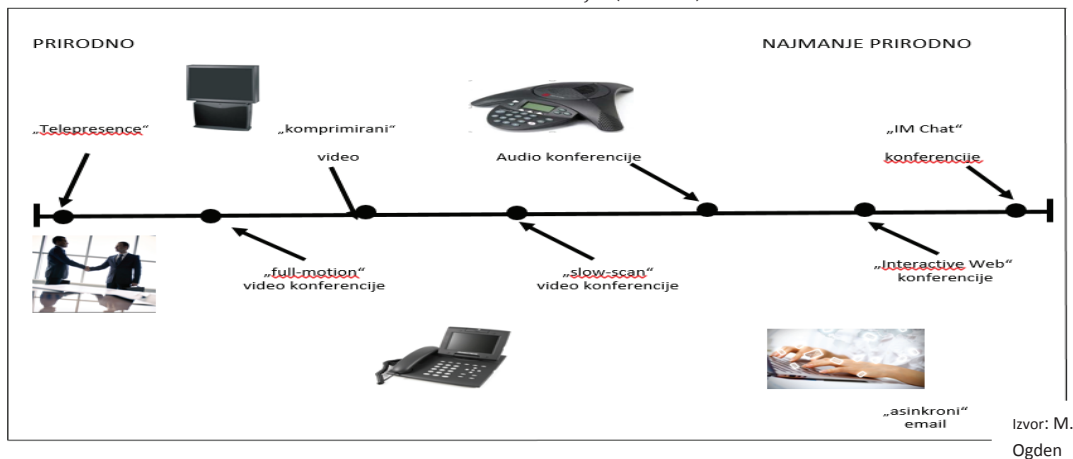 PRIRODNO
NAJMANJE PRIRODNO
„Telepresence“
„komprimirani“
video
Audio konferencije
„IM Chat“
konferencije
„full-motion“
video konferencije
„slow-scan“
video konferencije
„Interactive Web“
konferencije
„asinkroni“
email
Izvor: M.
Ogden